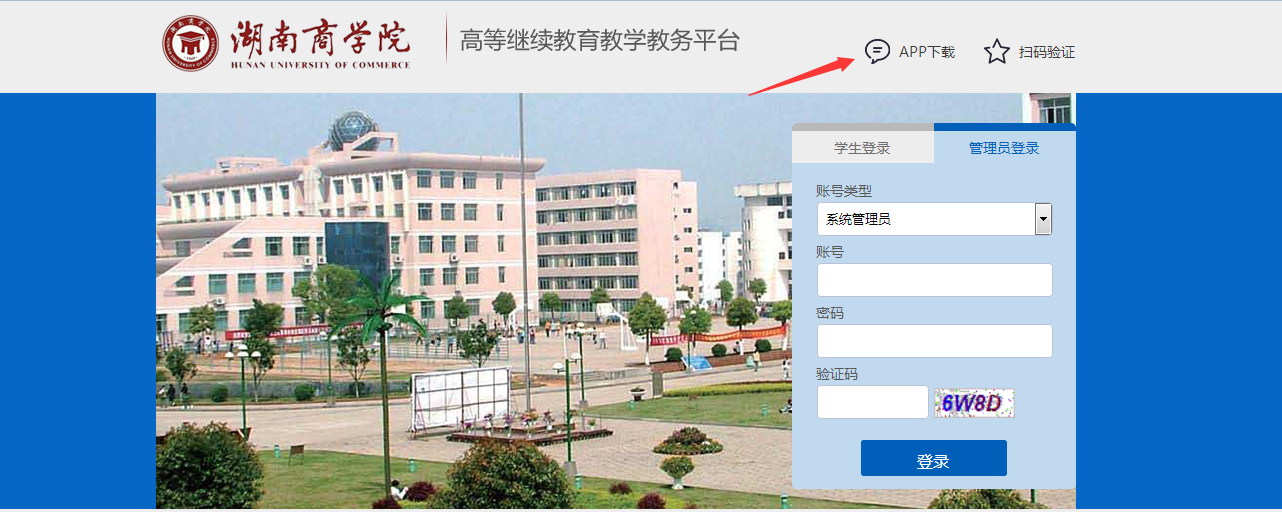 湖南商学院
HUNAN UNIVERSITY OF COMMERCE
高等继续教育教学教务平台
APP下载
扫码验证
学生登录
管理员登录
账号类型
系统管理员
账号
密码
验证码
6W8D
登录